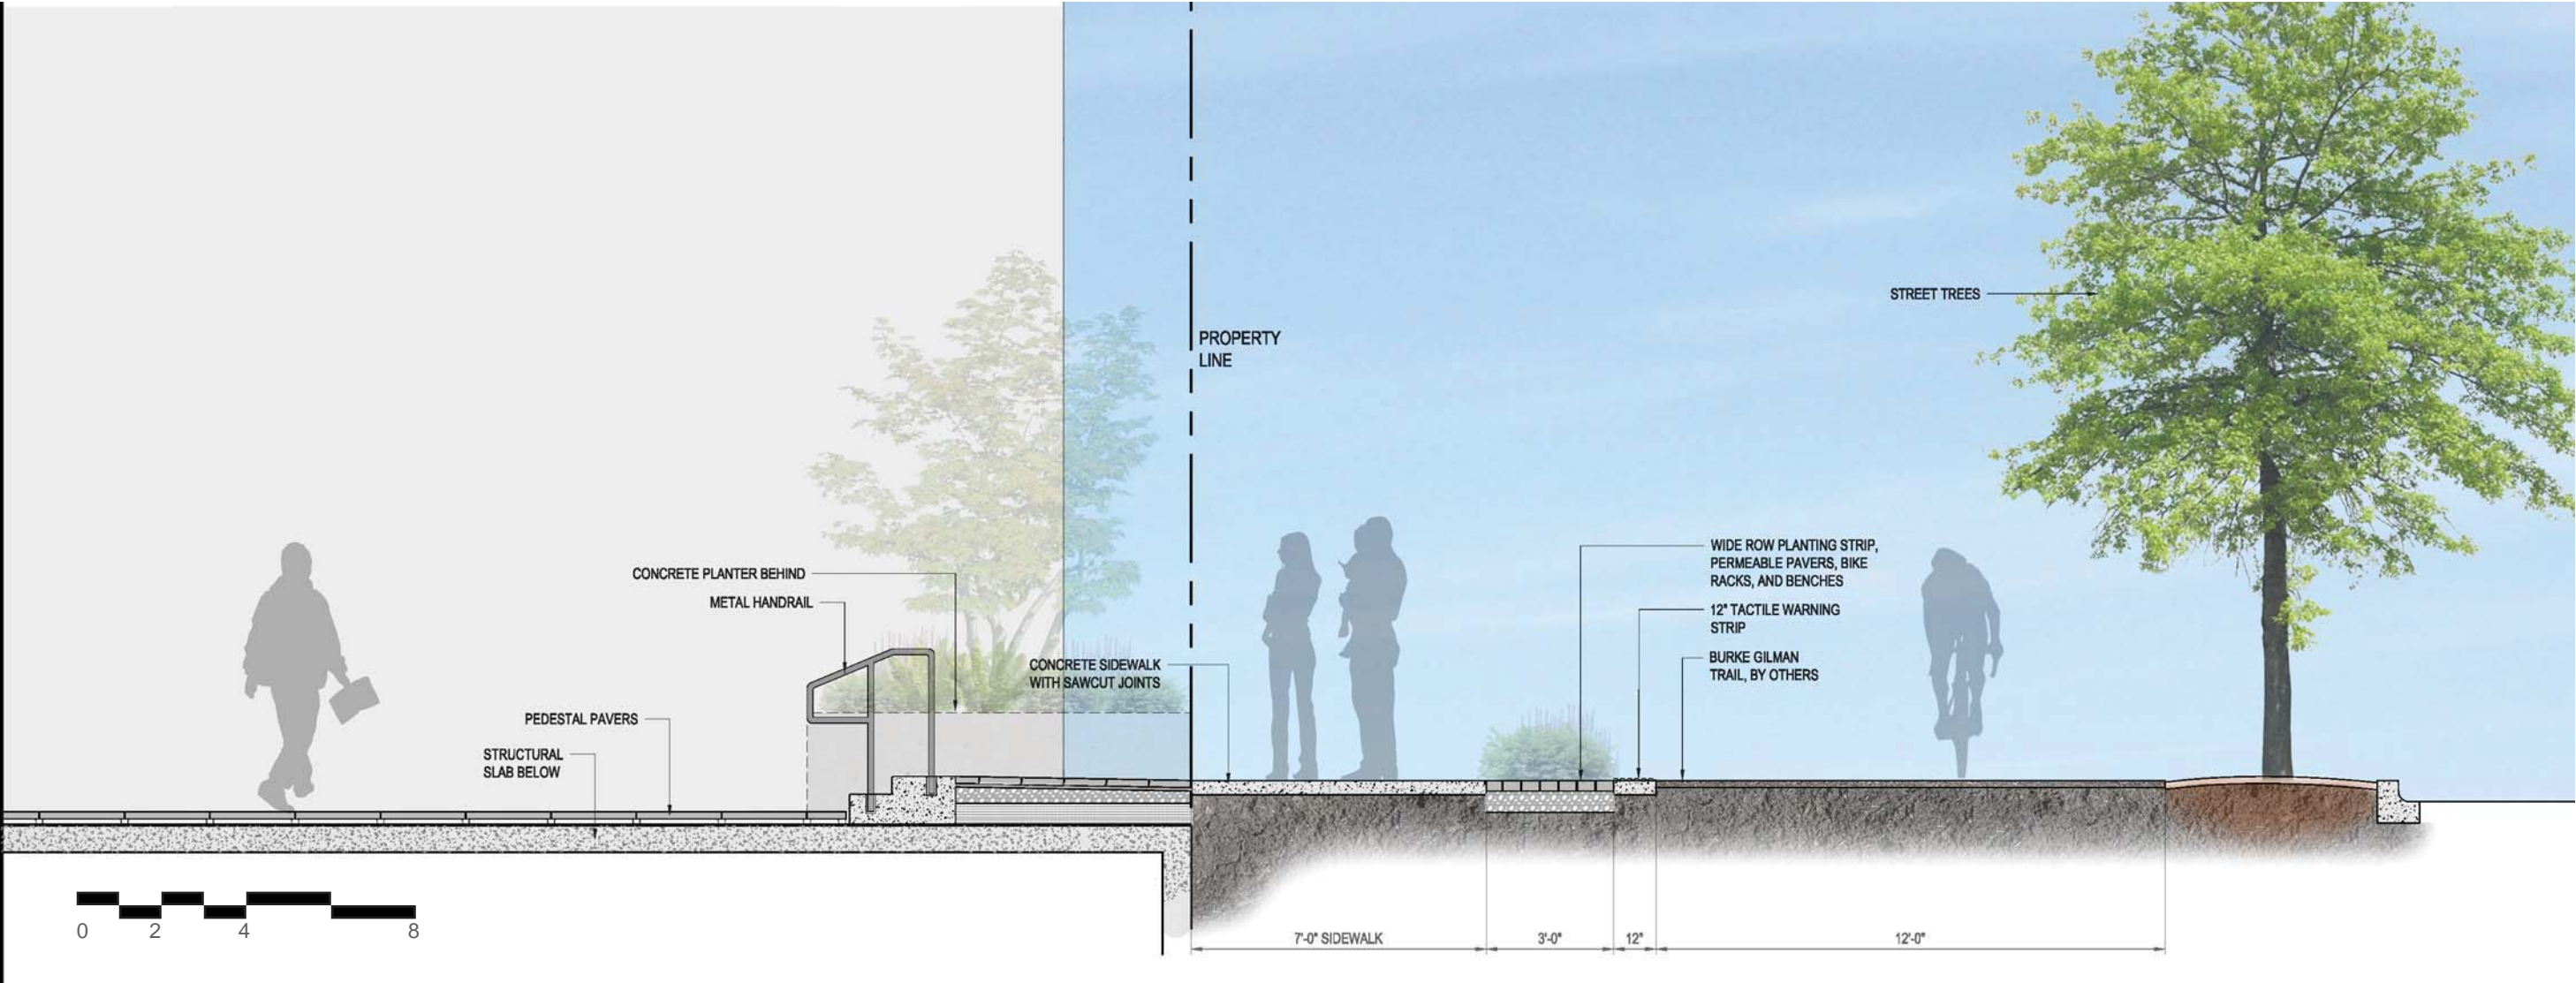 PROPERTY
LINE
STREET TREES
CONCRETE PLANTER BEHIND
METAL HANDRAIL
WIDE ROW PLANTING STRIP,
PERMEABLE PAVERS, BIKE
RACKS, AND BENCHES
12" TACTILE WARNING
STRIP
CONCRETE SIDEWALK
WITH SAWCUT JOINTS
BURKE GILMAN
TRAIL, BY OTHERS
PEDESTAL PAVERS
STRUCTURAL
SLAB BELOW
0 2 4 8
7'-0" SIDEWALK 3'-0" 12" 12'-0"